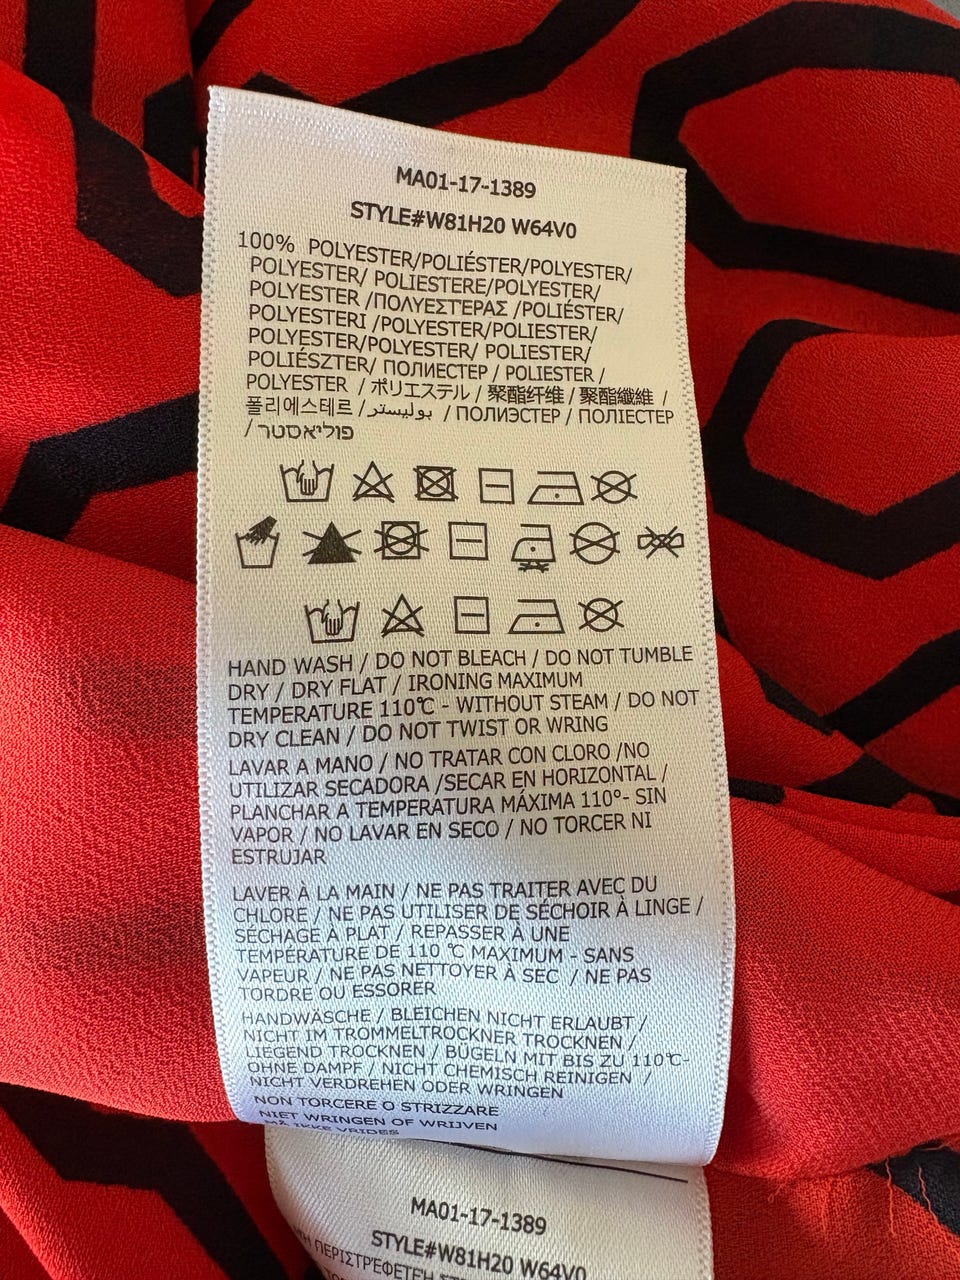 MA01-17-1389
STYLE#W81H20 W64V0
100% POLYESTER/POLIÉSTER/POLYESTER/
POLYESTER/ POLIESTERE/POLYESTER/
POLYESTER /ΠΟΛΥΕΣΤΕΡΑΣ /POLIÉSTER/
POLYESTERI /POLYESTER/POLIESTER/
POLYESTER/POLYESTER/ POLIESTER/
POLIÉSZTER/ ПОЛИЕСТЕР / POLIESTER /
POLYESTER / ポリエステル / 聚酯纤维 / 聚酯纖維 /
폴리에스테르 / بوليستر / ПОЛИЭСТЕР / ПОЛІЕСТЕР
/ פוליאסטר
HAND WASH / DO NOT BLEACH / DO NOT TUMBLE
DRY / DRY FLAT / IRONING MAXIMUM
TEMPERATURE 110℃ - WITHOUT STEAM / DO NOT
DRY CLEAN / DO NOT TWIST OR WRING
LAVAR A MANO / NO TRATAR CON CLORO /NO
UTILIZAR SECADORA /SECAR EN HORIZONTAL /
PLANCHAR A TEMPERATURA MÁXIMA 110°- SIN
VAPOR / NO LAVAR EN SECO / NO TORCER NI
ESTRUJAR
LAVER À LA MAIN / NE PAS TRAITER AVEC DU
CHLORE / NE PAS UTILISER DE SÉCHOIR À LINGE /
SÉCHAGE À PLAT / REPASSER À UNE
TEMPERATURE DE 110 ℃ MAXIMUM - SANS
VAPEUR / NE PAS NETTOYER À SEC / NE PAS
TORDRE OU ESSORER
HANDWÄSCHE / BLEICHEN NICHT ERLAUBT /
NICHT IM TROMMELTROCKNER TROCKNEN /
LIEGEND TROCKNEN / BÜGELN MIT BIS ZU 110℃-
OHNE DAMPF / NICHT CHEMISCH REINIGEN /
NICHT VERDREHEN ODER WRINGEN
NON TORCERE O STRIZZARE
NIET WRINGEN OF WRIJVEN
MÅ IKKE VRIDES
MA01-17-1389
STYLE#W81H20 W64V0
ΠΕΡΙΣΤΡΕΦΕΤΕ